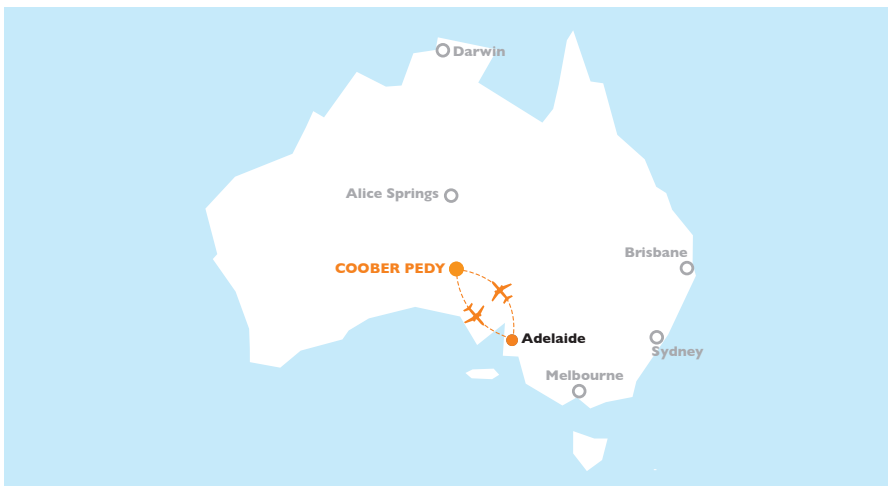 Darwin
Alice Springs
Brisbane
COOBER PEDY
Adelaide
Sydney
Melbourne